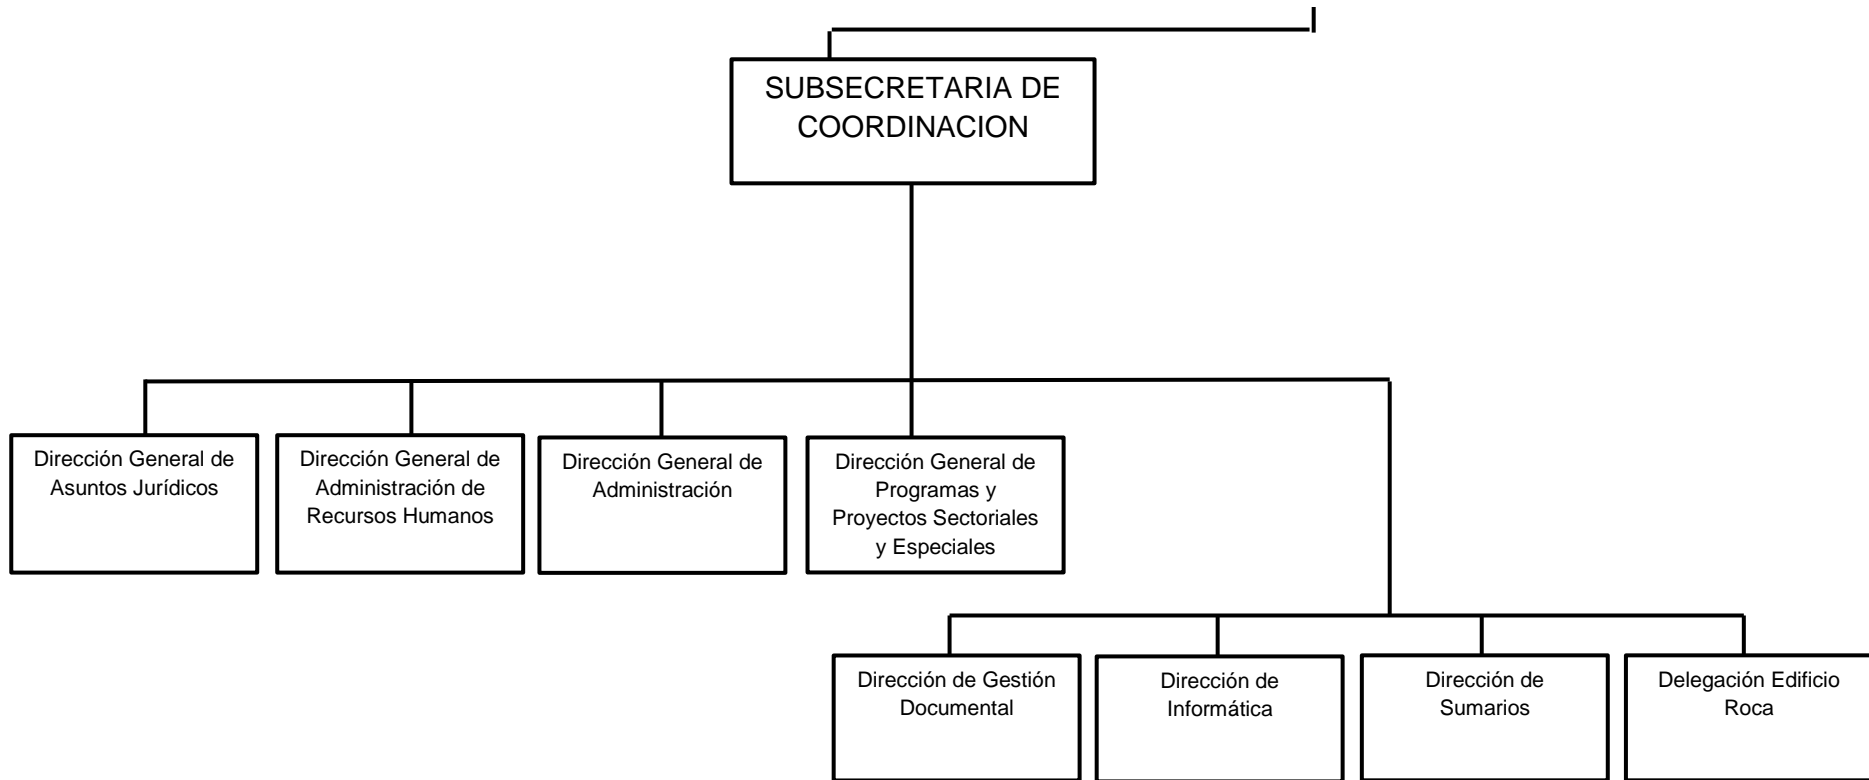 SUBSECRETARIA DE
COORDINACION
Dirección General de
Asuntos Jurídicos
Dirección General de
Administración de
Recursos Humanos
Dirección General de
Administración
Dirección General de
Programas y
Proyectos Sectoriales
y Especiales
Dirección de Gestión
Documental
Dirección de
Informática
Dirección de
Sumarios
Delegación Edificio
Roca